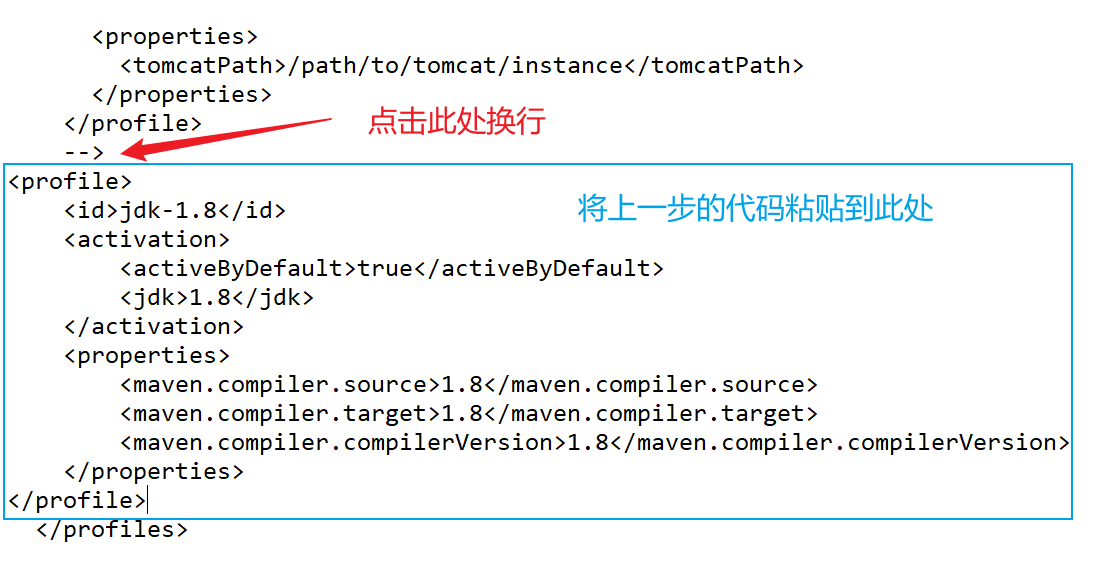 <properties>
<tomcatPath>/path/to/tomcat/instance</tomcatPath>
</properties>
</profile>
点击此处换行
-->
<profile>
<id>jdk-1.8</id>
将上一步的代码粘贴到此处
<activation>
<activeByDefault>true</activeByDefault>
<jdk>1.8</jdk>
</activation>
<properties>
<maven.compiler.source>1.8</maven.compiler.source>
<maven.compiler.target>1.8</maven.compiler.target>
<maven.compiler.compilerVersion>1.8</maven.compiler.compilerVersion>
</properties>
</profile>
</profiles>